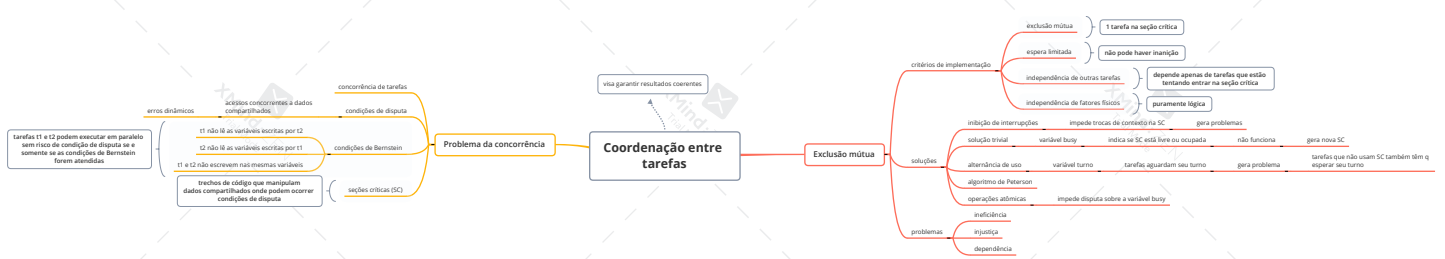 Coordenação entre
tarefas
visa garantir resultados coerentes
Problema da concorrência
concorrência de tarefas
condições de disputa
acessos concorrentes a dados
compartilhados
erros dinâmicos
condições de Bernstein
t1 não lê as variáveis escritas por t2
t2 não lê as variáveis escritas por t1
t1 e t2 não escrevem nas mesmas variáveis
tarefas t1 e t2 podem executar em paralelo
sem risco de condição de disputa se e
somente se as condições de Bernstein
forem atendidas
seções críticas (SC)
trechos de código que manipulam
dados compartilhados onde podem ocorrer
condições de disputa
Exclusão mútua
critérios de implementação
exclusão mútua
1 tarefa na seção crítica
espera limitada
não pode haver inanição
independência de outras tarefas
depende apenas de tarefas que estão
tentando entrar na seção crítica
independência de fatores físicos
puramente lógica
soluções
inibição de interrupções
impede trocas de contexto na SC
gera problemas
solução trivial
variável busy
indica se SC está livre ou ocupada
não funciona
gera nova SC
alternância de uso
variável turno
tarefas aguardam seu turno
gera problema
tarefas que não usam SC também têm q
esperar seu turno
algoritmo de Peterson
operações atômicas
impede disputa sobre a variável busy
problemas
ineficiência
injustiça
dependência
XMind
XMind
XMind